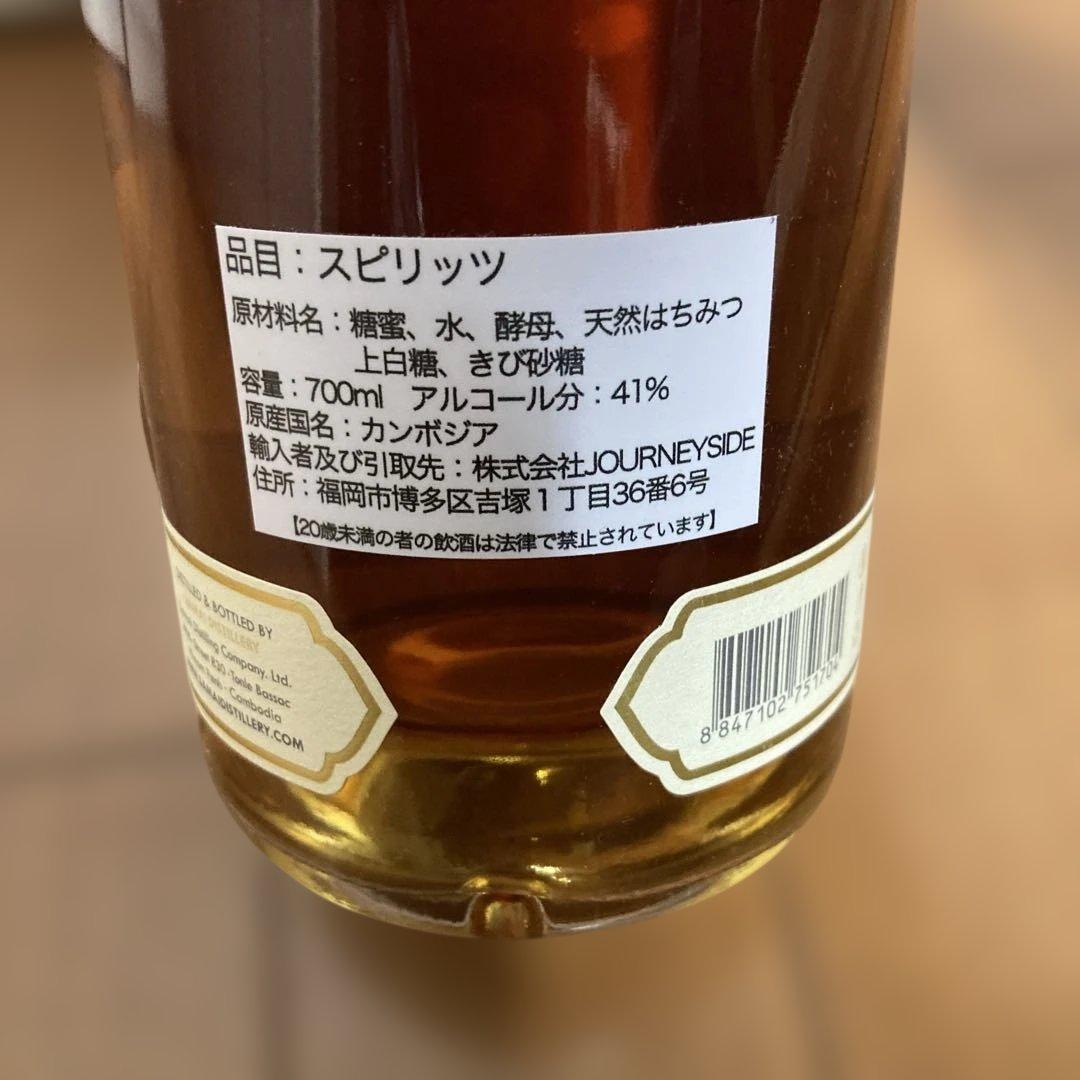 品目：スピリッツ
原材料名：糖蜜、水、酵母、天然はちみつ
上白糖、きび砂糖
容量：700ml　アルコール分：41%
原産国名：カンボジア
輸入者及び引取先：株式会社JOURNEYSIDE
住所：福岡市博多区吉塚１丁目36番6号
【20歳未満の者の飲酒は法律で禁止されています】
& BOTTLED BY
DISTILLERY
Company. Ltd.
Street 830 -Tonle Bassac
Penh - Cambodia
SAMAIDISTILLERY.COM
8 847102 751704